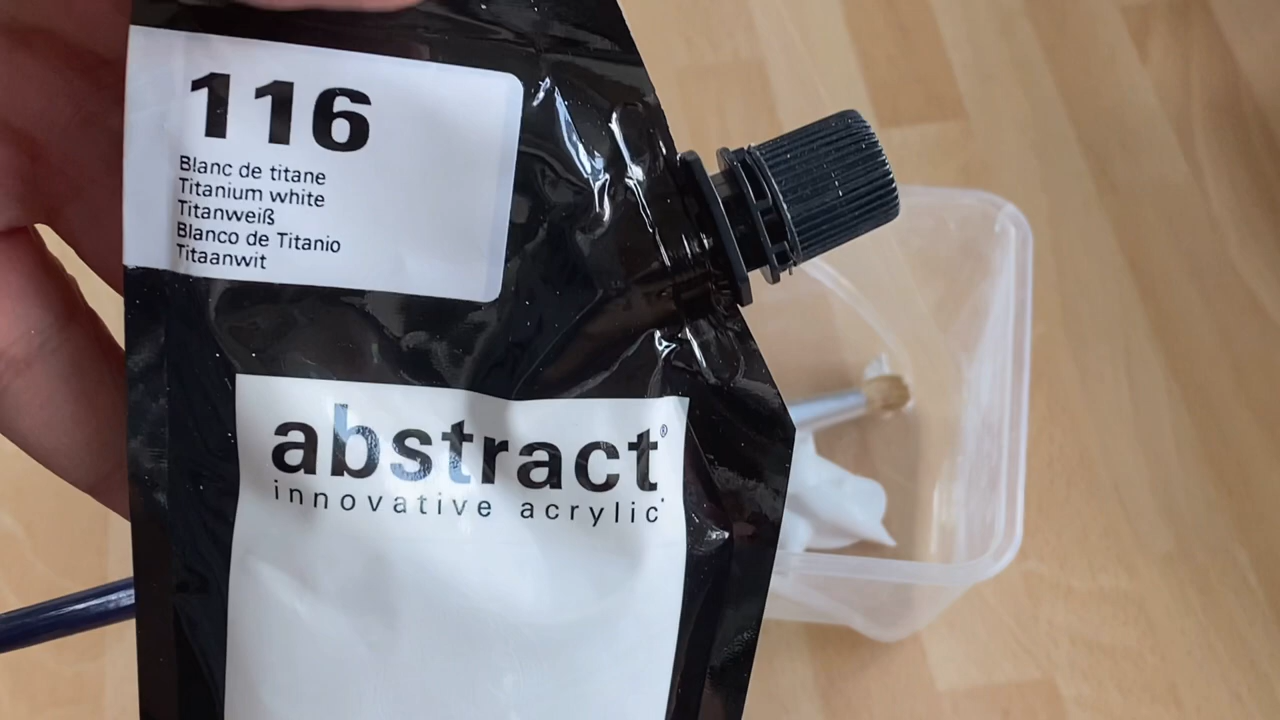 116
Blanc de titane
Titanium white
Titanweiß
Blanco de Titanio
Titaanwit
abstract®
innovative acrylic